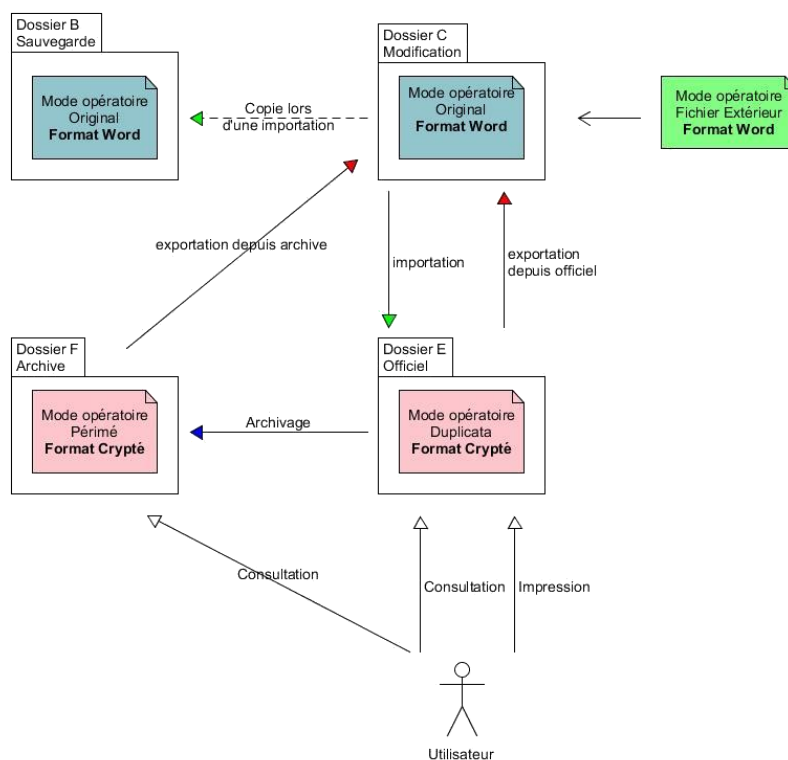 Dossier B
Sauvegarde
Mode opératoire
Original
Format Word
Copie lors
d'une importation
Dossier C
Modification
Mode opératoire
Original
Format Word
Mode opératoire
Fichier Extérieur
Format Word
exportation depuis archive
importation
exportation
depuis officiel
Dossier F
Archive
Mode opératoire
Périmé
Format Crypté
Archivage
Dossier E
Officiel
Mode opératoire
Duplicata
Format Crypté
Consultation
Consultation
Impression
Utilisateur